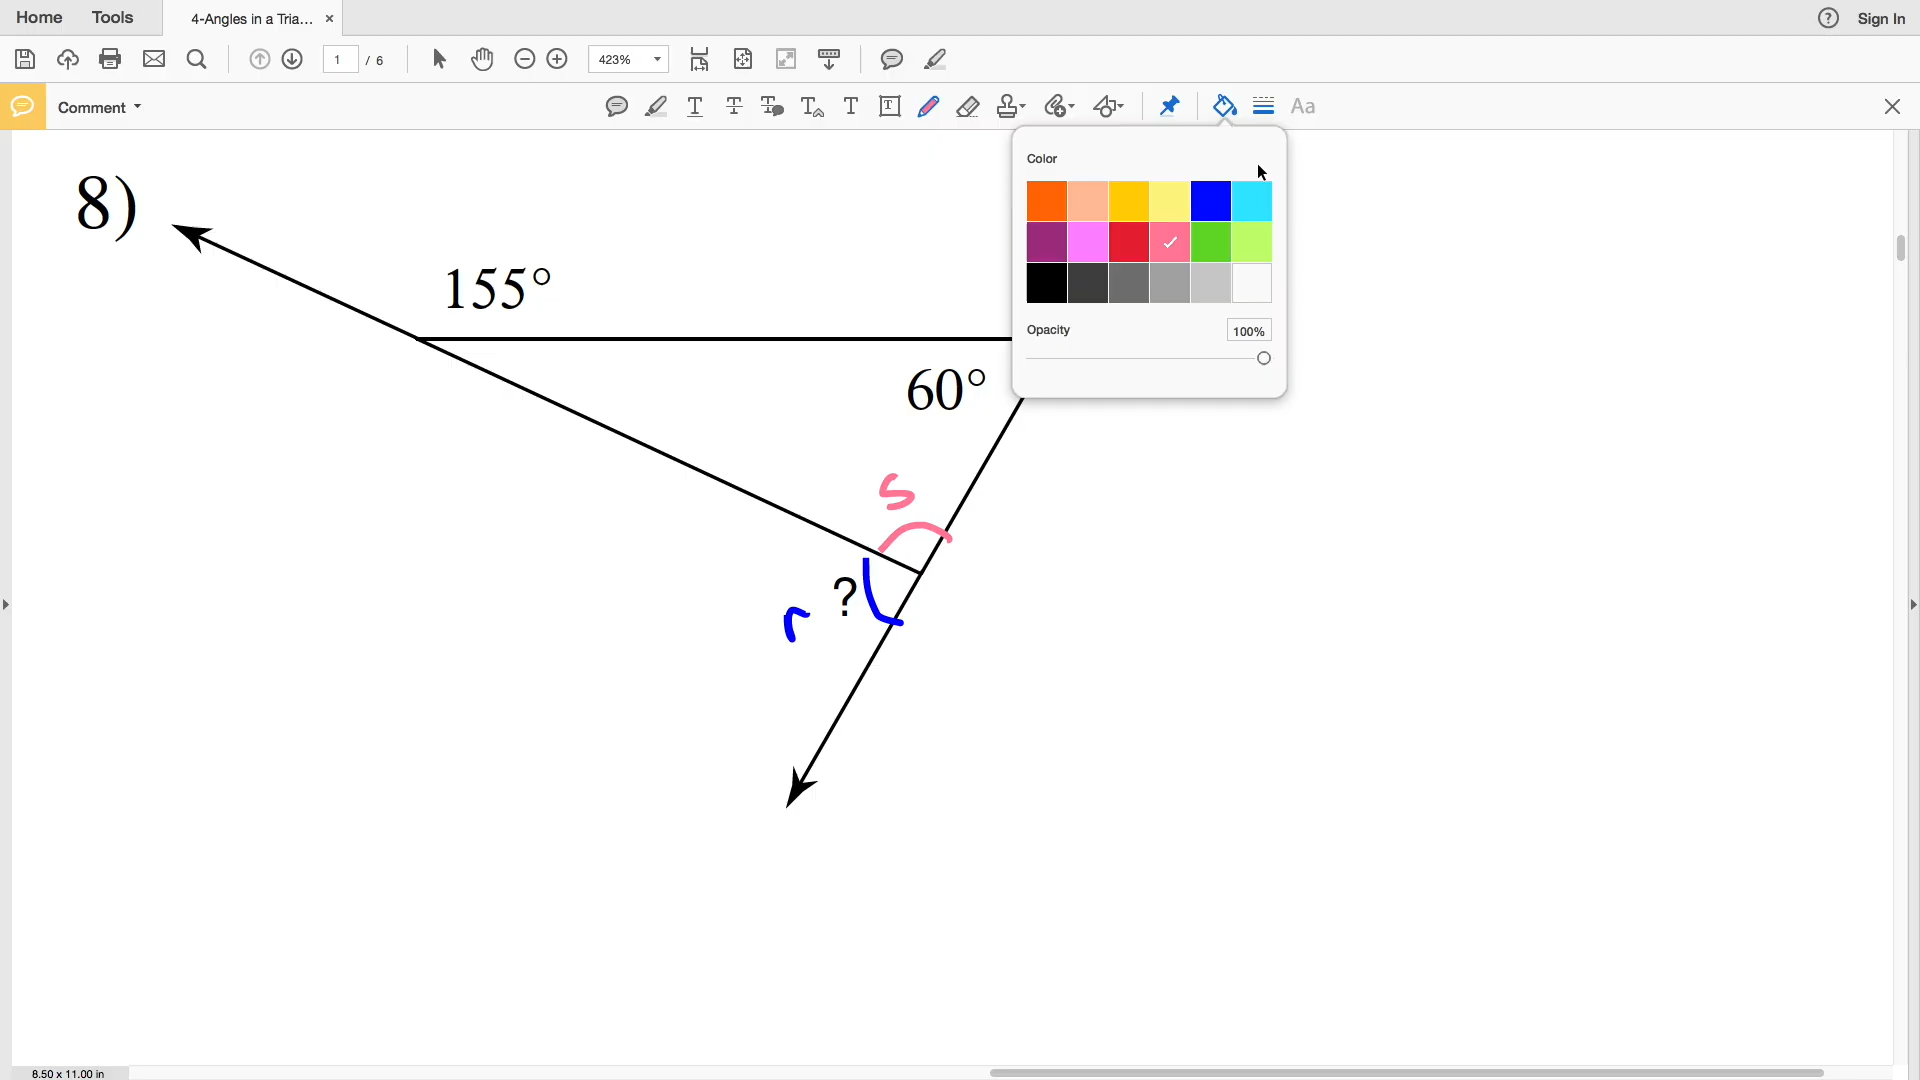 Home Tools 4-Angles in a Tria... × ? Sign In
1 / 6 423%
Comment T T T T T T Aa
8)
Color
155°
Opacity 100%
60°
s
?
r
8.50 x 11.00 in